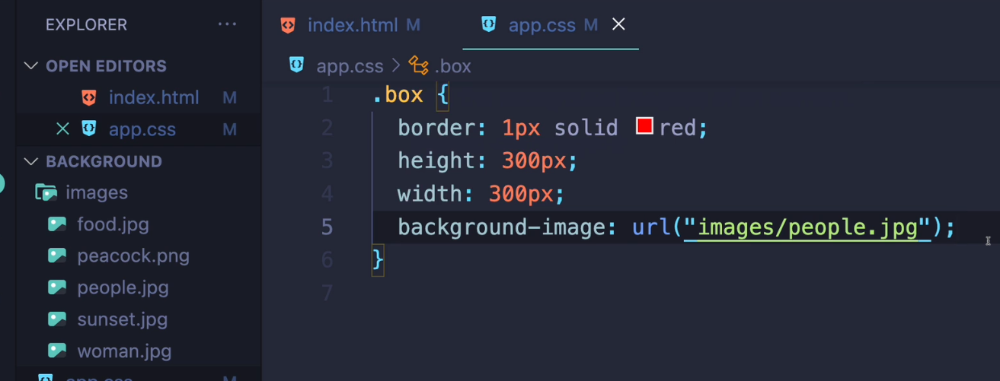 EXPLORER ...
OPEN EDITORS
index.html M
app.css M
BACKGROUND
images
food.jpg
peacock.png
people.jpg
sunset.jpg
woman.jpg
app.css M
index.html M
app.css M
app.css > .box
1 .box {
2 border: 1px solid red;
3 height: 300px;
4 width: 300px;
5 background-image: url("images/people.jpg");
6 }
7